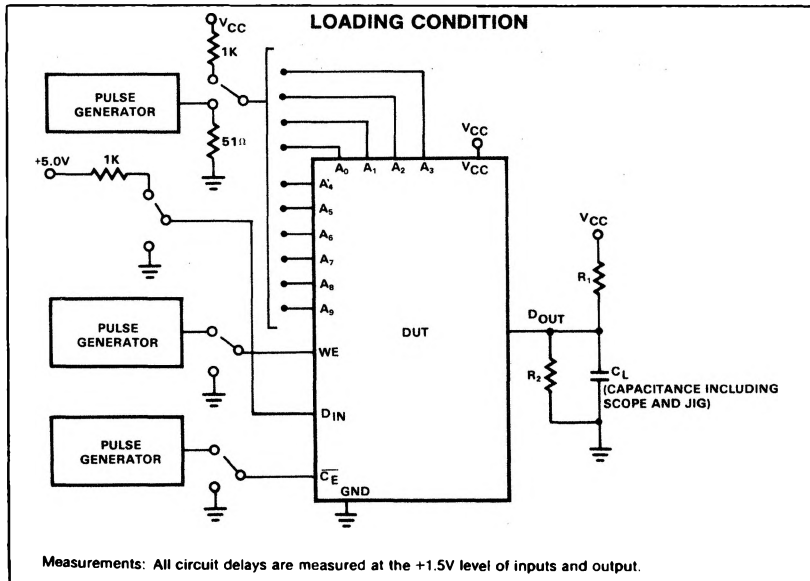 LOADING CONDITION
VCC
1K
PULSE
GENERATOR
51Ω
+5.0V
1K
VCC
A0 A1 A2 A3 VCC
A4
A5
A6
A7
A8
A9
VCC
R1
DOUT
DUT
R2
CL
(CAPACITANCE INCLUDING
SCOPE AND JIG)
PULSE
GENERATOR
WE
DIN
PULSE
GENERATOR
CE
GND
Measurements: All circuit delays are measured at the +1.5V level of inputs and output.